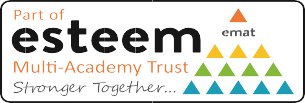 Part of
esteem
emat
Multi-Academy Trust
Stronger Together...